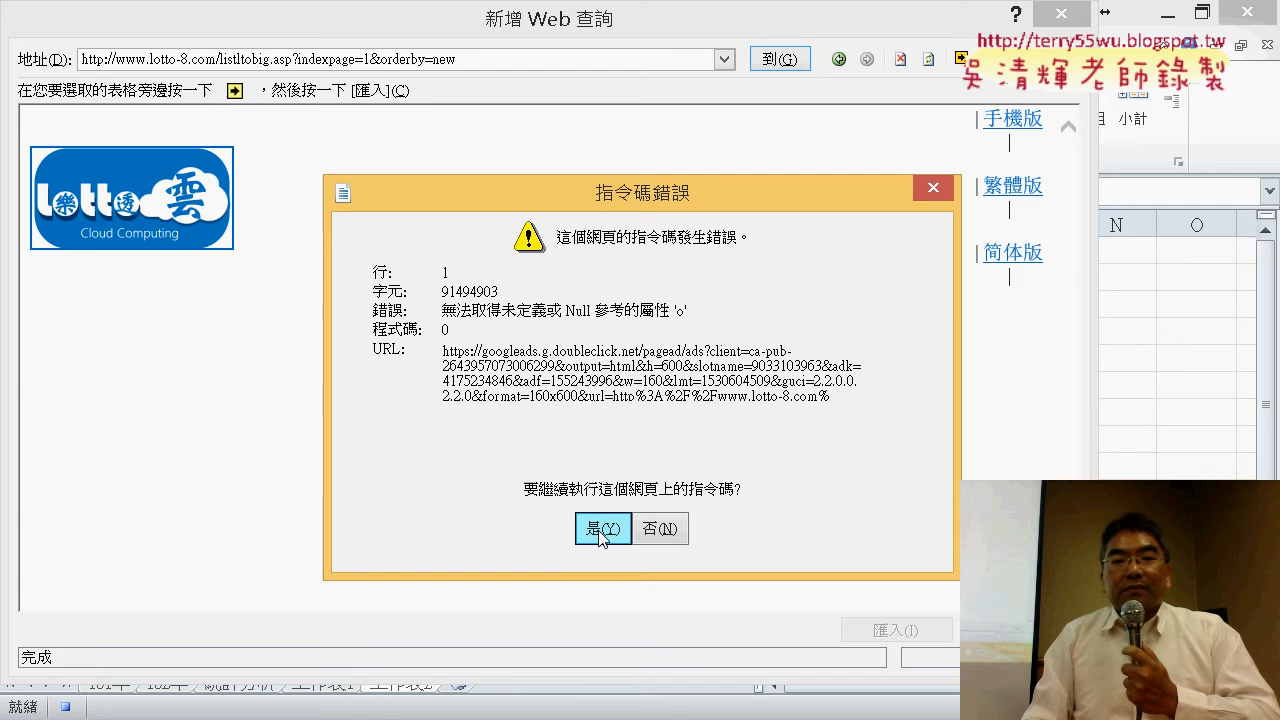 新增 Web 查詢
地址(D): http://www.lotto-8.com/listltobig.asp?indexpage=1&orderby=new 到(G)
http://terry55wu.blogspot.tw
吳清輝老師錄製
在您要選取的表格旁邊按一下 ，然後按一下 [匯入](C)
| 手機版
|
小計
lotto 樂透雲
Cloud Computing
| 繁體版
|
| 简体版
|
N O
指令碼錯誤
這個網頁的指令碼發生錯誤。
行: 1
字元: 91494903
錯誤: 無法取得未定義或 Null 參考的屬性 'o'
程式碼: 0
URL: https://googleads.g.doubleclick.net/pagead/ads?client=ca-pub-
2643957073006299&output=html&h=600&slotname=9033103963&adk=
4175234846&adf=155243996&w=160&lmt=1530604509&guci=2.2.0.0.
2.2.0&format=160x600&url=http%3A%2F%2Fwww.lotto-8.com%
要繼續執行這個網頁上的指令碼?
是(Y) 否(N)
匯入(I)
完成
就緒